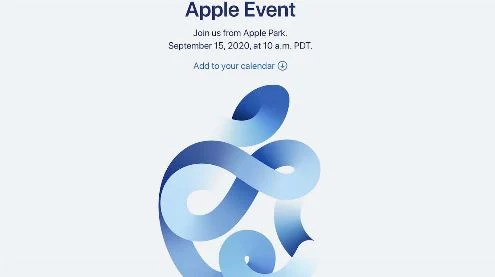 Apple Event
Join us from Apple Park.
September 15, 2020, at 10 a.m. PDT.
Add to your calendar